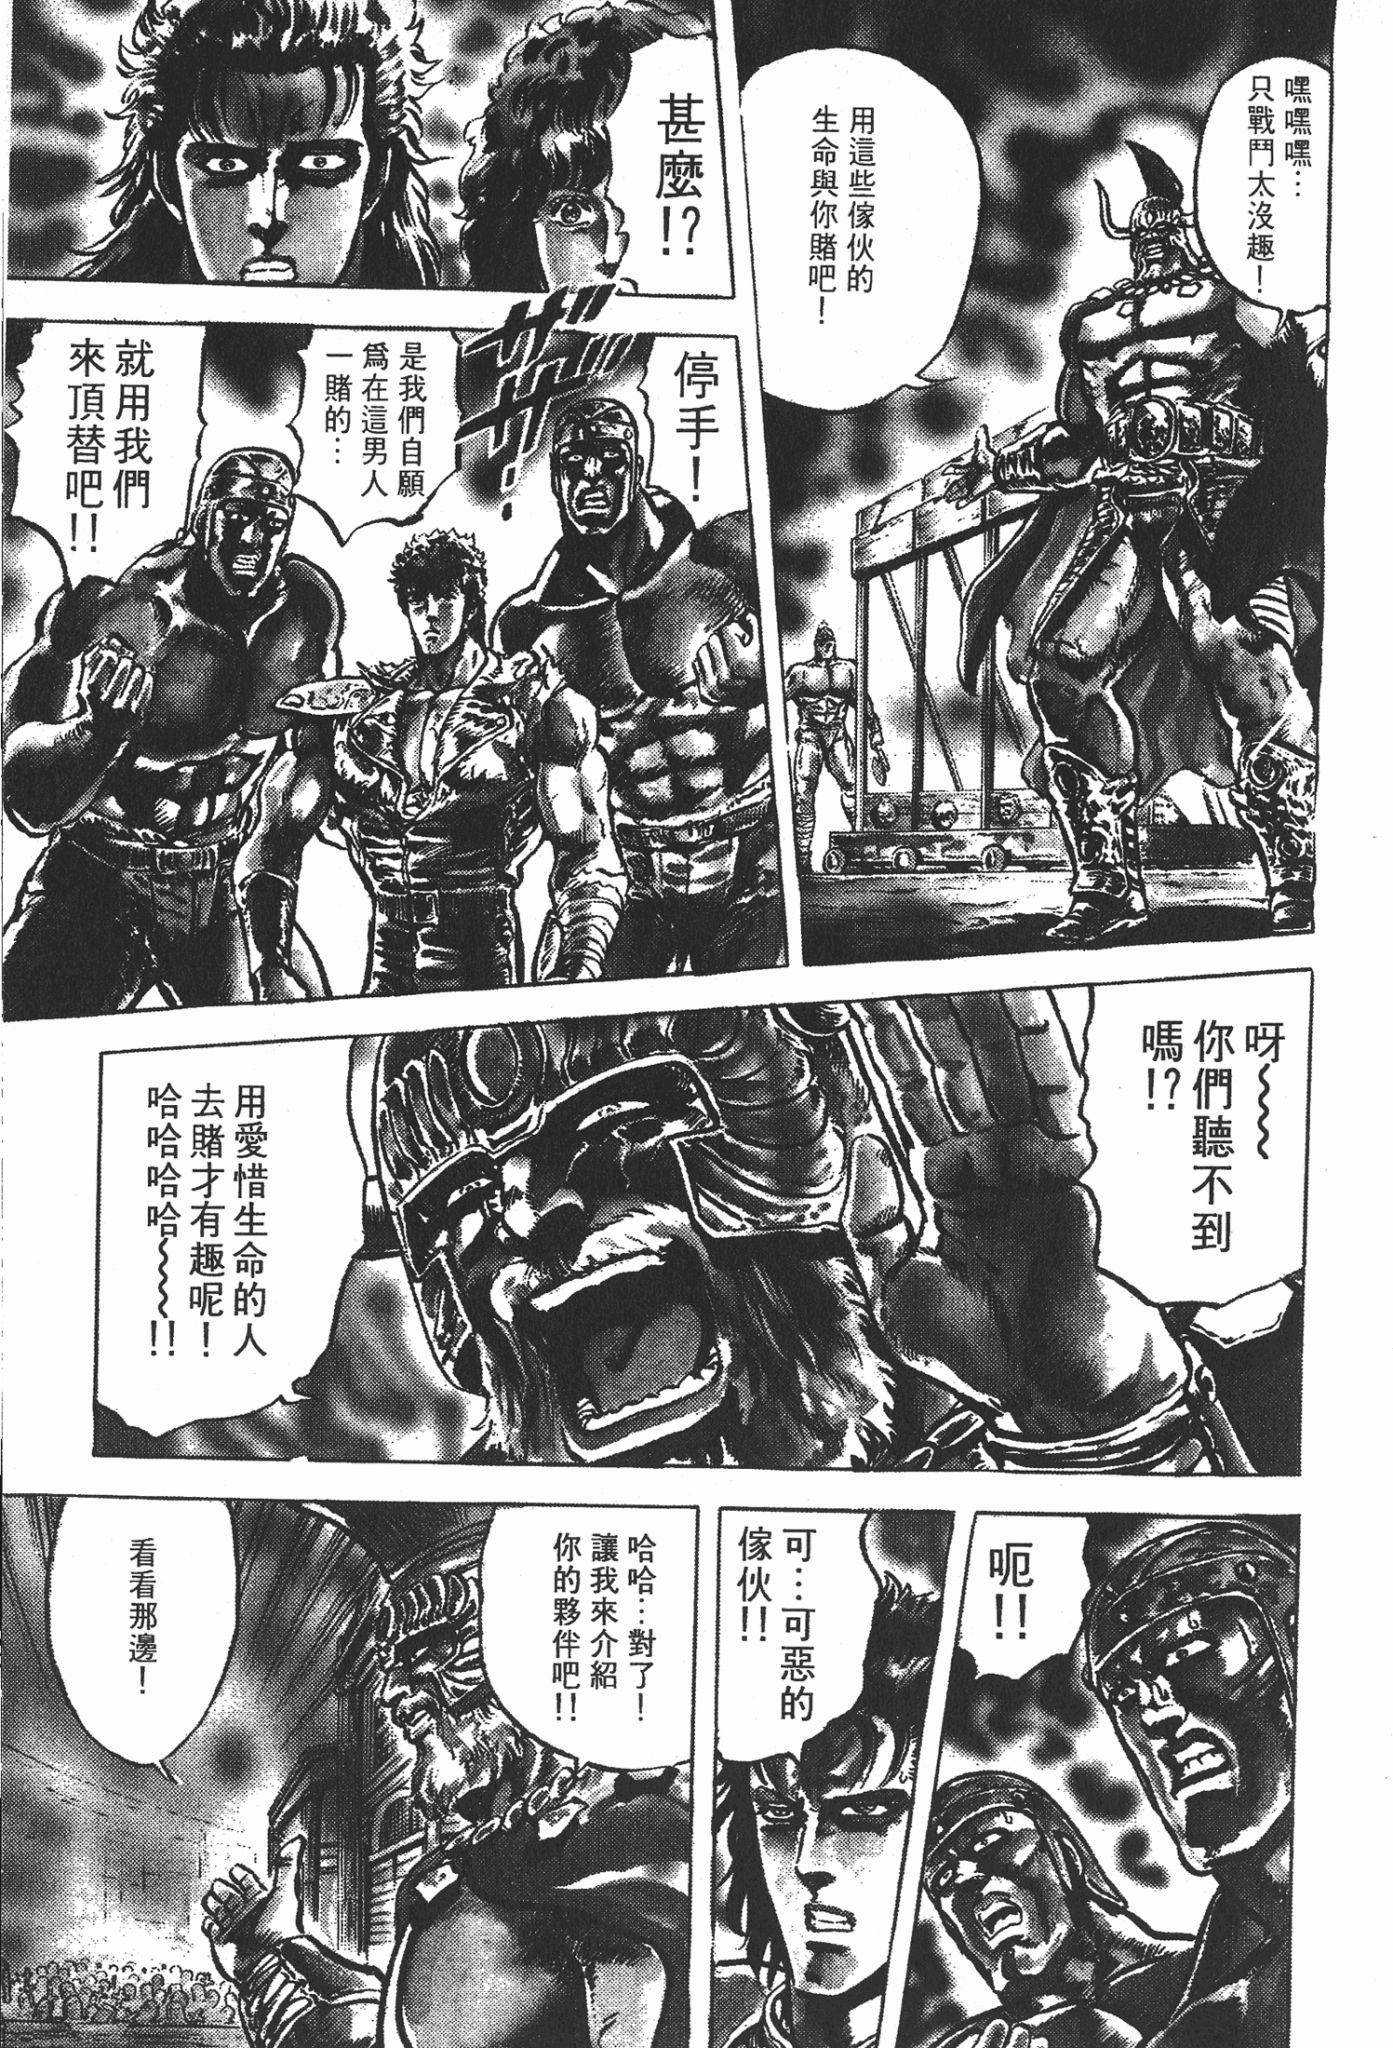 嘿嘿嘿…
只戰鬥太沒趣！
用這些傢伙的
生命與你賭吧！
甚麼!?
停手！
ザザザ！
是我們自願
爲在這男人
一賭的…
就用我們
來頂替吧!!
呀～～
你們聽不到
嗎!?
用愛惜生命的人
去賭才有趣呢！
哈哈哈哈～～!!
呃!!
可…可惡的
傢伙!!
哈哈…對了！
讓我來介紹
你的夥伴吧!!
看看那邊！